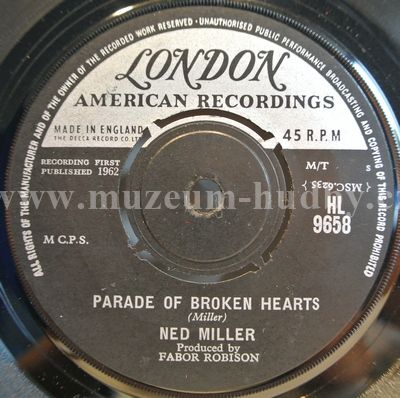 ALL RIGHTS OF THE MANUFACTURER AND OF THE OWNER OF THE RECORDED WORK RESERVED · UNAUTHORISED PUBLIC PERFORMANCE BROADCASTING AND COPYING OF THIS RECORD PROHIBITED
LONDON
AMERICAN RECORDINGS
MADE IN ENGLAND
THE DECCA RECORD CO. LTD.
45 R.P.M
RECORDING FIRST
PUBLISHED 1962
M/T S
{ MSC.6235 }
www.muzeum-hudby.
HL
9658
M C.P.S.
PARADE OF BROKEN HEARTS
(Miller)
NED MILLER
Produced by
FABOR ROBISON